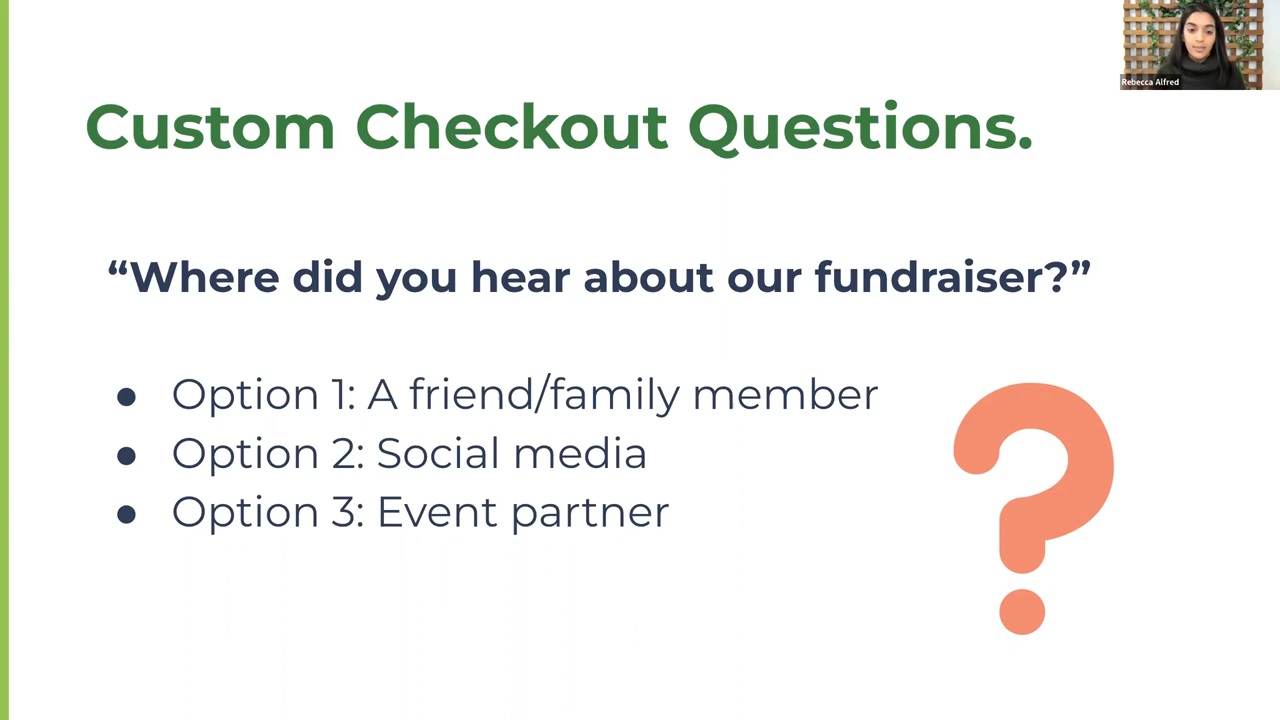 Rebecca Alfred
Custom Checkout Questions.
“Where did you hear about our fundraiser?”
● Option 1: A friend/family member
● Option 2: Social media
● Option 3: Event partner
?